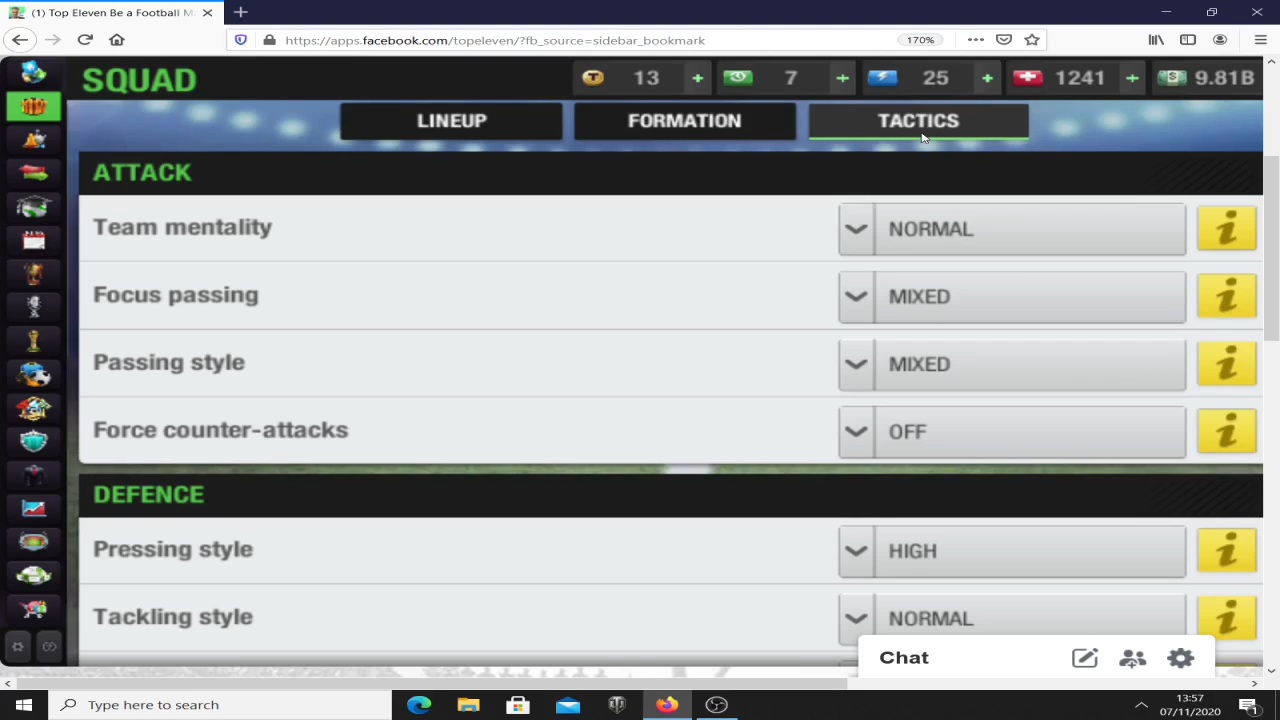 (1) Top Eleven Be a Football M
https://apps.facebook.com/topeleven/?fb_source=sidebar_bookmark
170%
SQUAD
13
7
25
1241
9.81B
LINEUP
FORMATION
TACTICS
ATTACK
Team mentality
NORMAL
Focus passing
MIXED
Passing style
MIXED
Force counter-attacks
OFF
DEFENCE
Pressing style
HIGH
Tackling style
NORMAL
Chat
Type here to search
13:57
07/11/2020
1